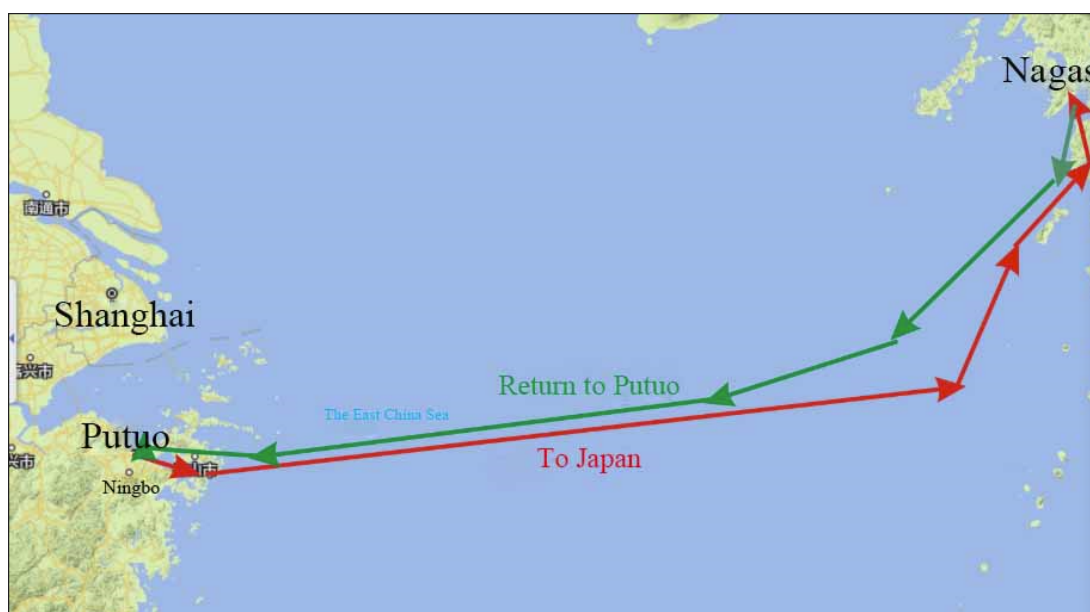 Nagas
南通市
Shanghai
Return to Putuo
The East China Sea
Putuo
To Japan
Ningbo